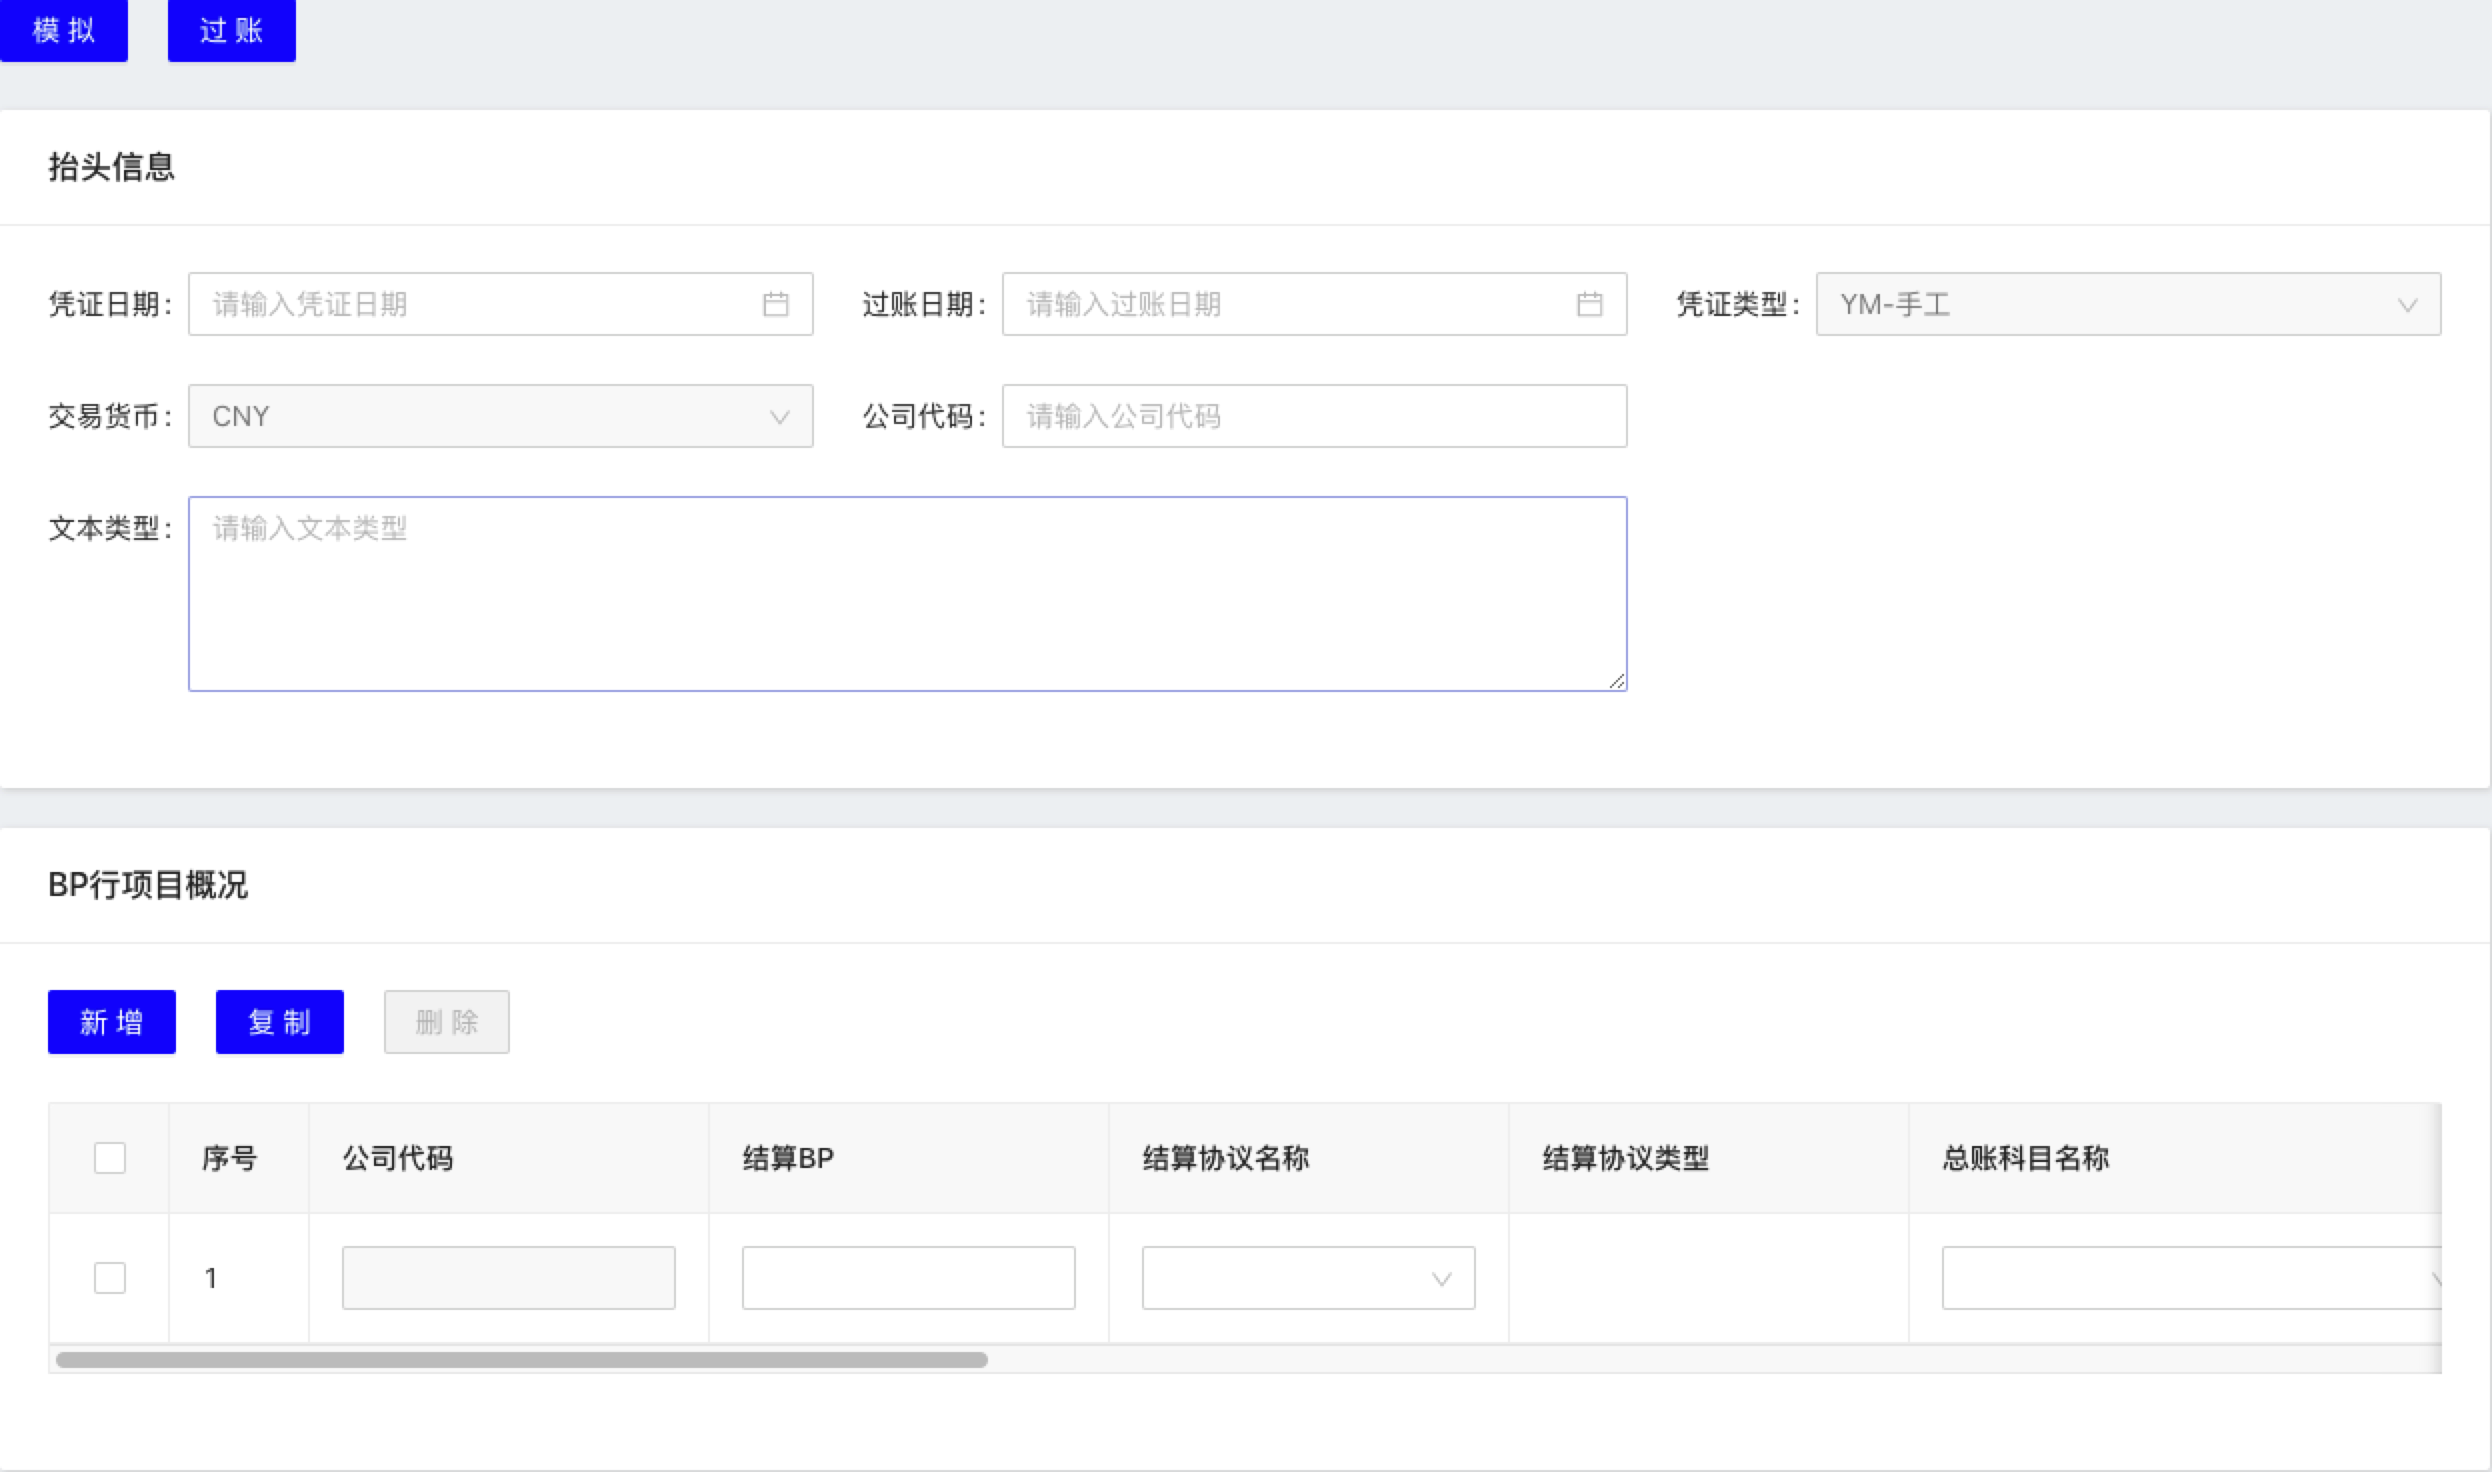 模拟 过账
抬头信息
凭证日期: 请输入凭证日期 过账日期: 请输入过账日期 凭证类型: YM-手工
交易货币: CNY 公司代码: 请输入公司代码
文本类型: 请输入文本类型
BP行项目概况
新增 复制 删除
序号 公司代码 结算BP 结算协议名称 结算协议类型 总账科目名称
1